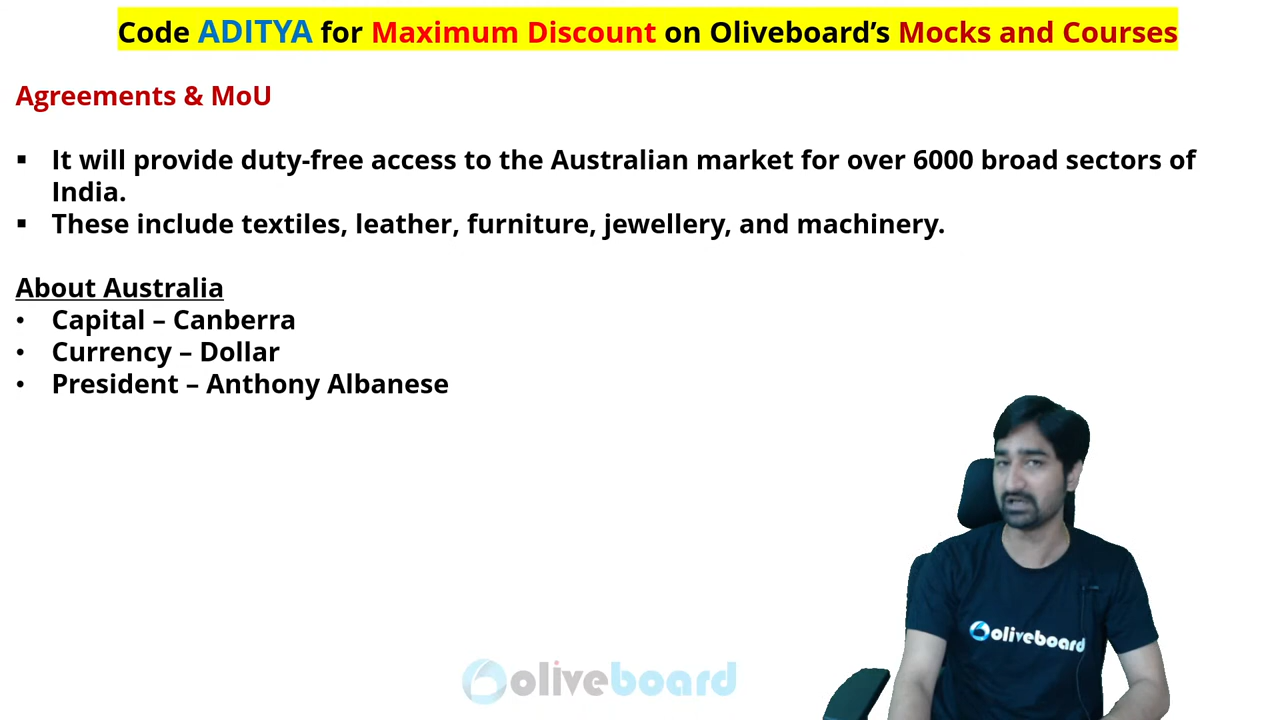 Code ADITYA for Maximum Discount on Oliveboard’s Mocks and Courses
Agreements & MoU
▪ It will provide duty-free access to the Australian market for over 6000 broad sectors of
India.
▪ These include textiles, leather, furniture, jewellery, and machinery.
About Australia
• Capital – Canberra
• Currency – Dollar
• President – Anthony Albanese
oliveboard
oliveboard